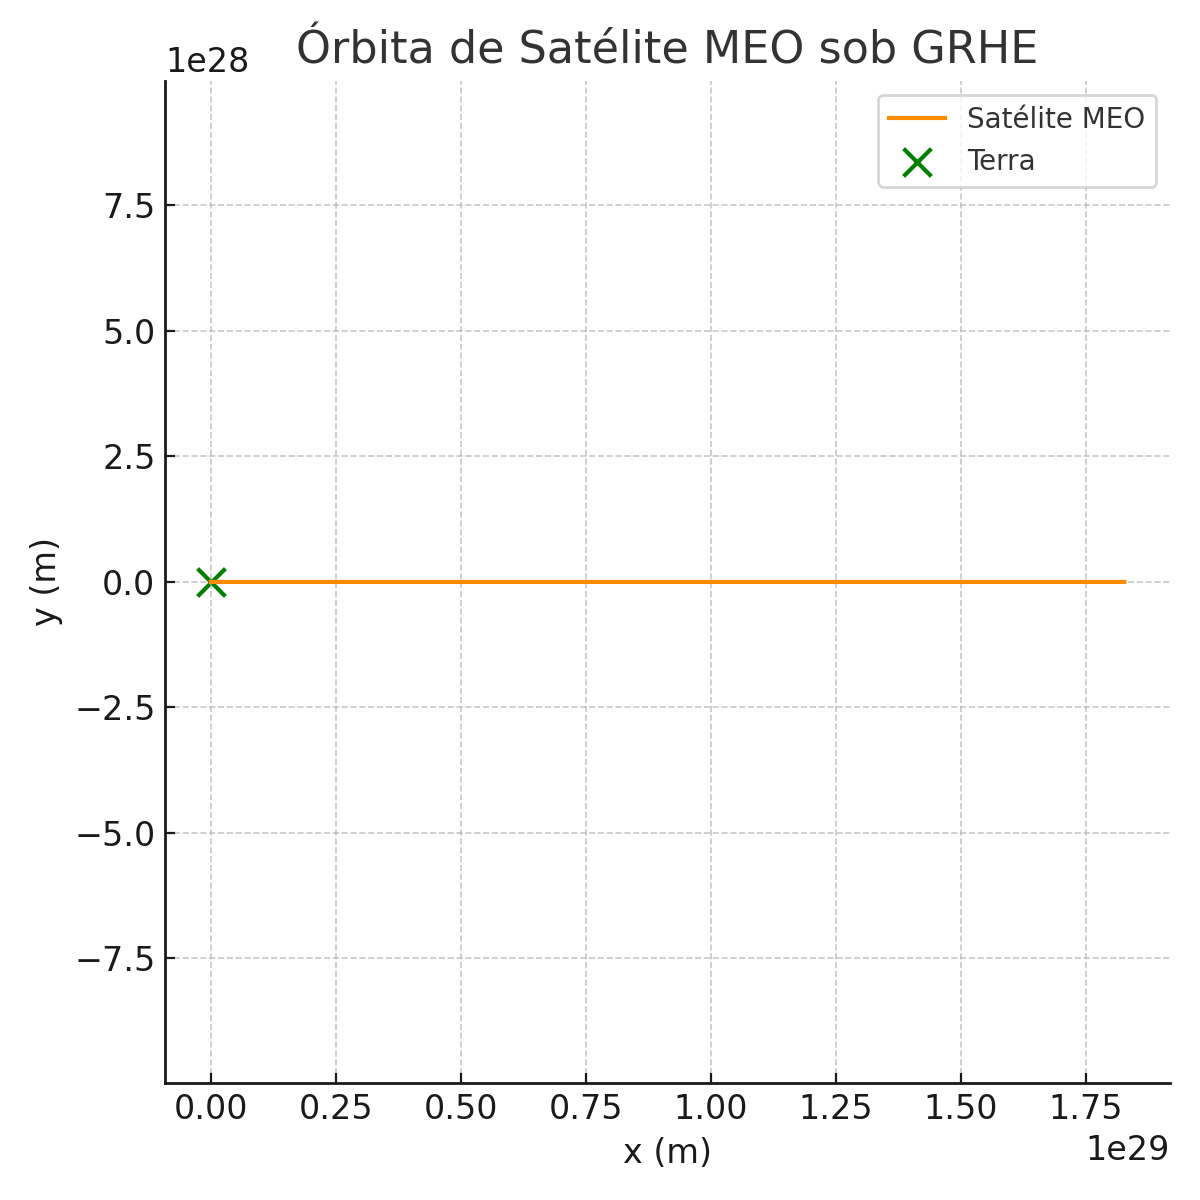 Órbita de Satélite MEO sob GRHE
1e28
Satélite MEO
Terra
7.5
5.0
2.5
0.0
−2.5
−5.0
−7.5
y (m)
0.00 0.25 0.50 0.75 1.00 1.25 1.50 1.75
x (m)
1e29